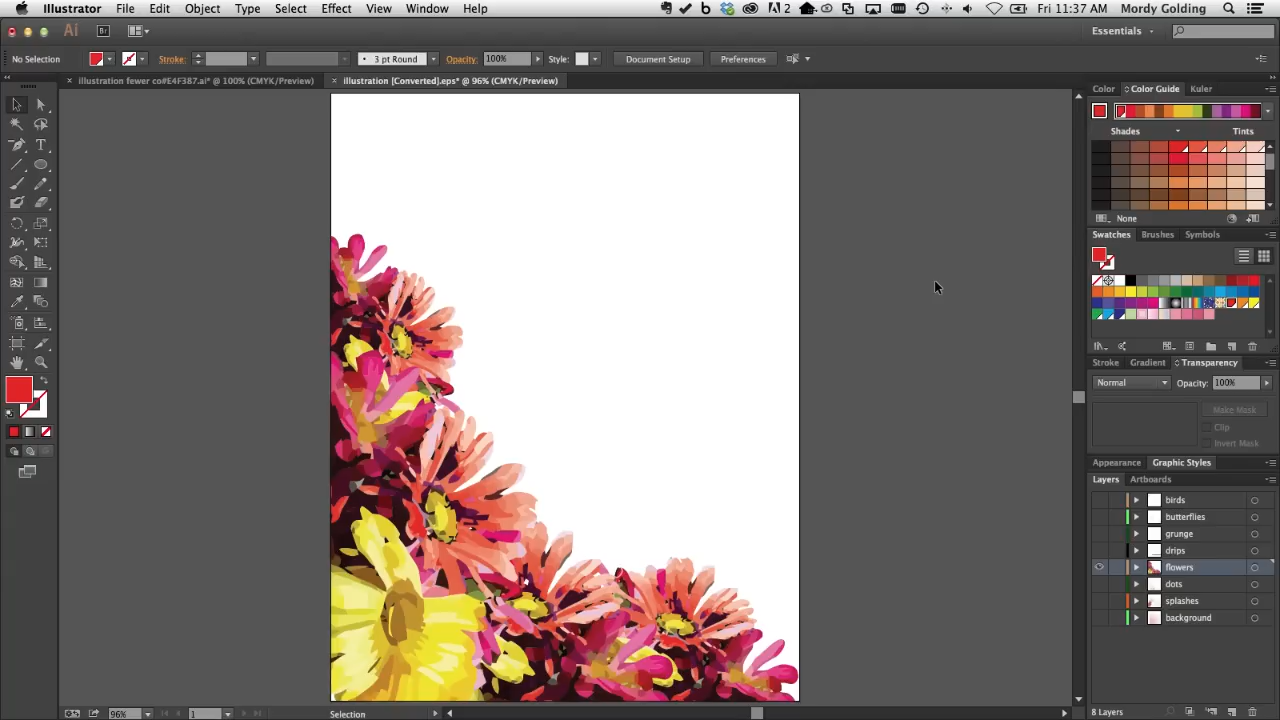 Illustrator File Edit Object Type Select Effect View Window Help
2 Fri 11:37 AM Mordy Golding
Ai Br Essentials
No Selection Stroke: 3 pt Round Opacity: 100% Style: Document Setup Preferences
× illustration fewer co#E4F387.ai* @ 100% (CMYK/Preview) × illustration [Converted].eps* @ 96% (CMYK/Preview)
Color Color Guide Kuler
Shades Tints
None
Swatches Brushes Symbols
Stroke Gradient Transparency
Normal Opacity: 100%
Make Mask
Clip
Invert Mask
Appearance Graphic Styles
Layers Artboards
birds
butterflies
grunge
drips
flowers
dots
splashes
background
96% 1 Selection
8 Layers